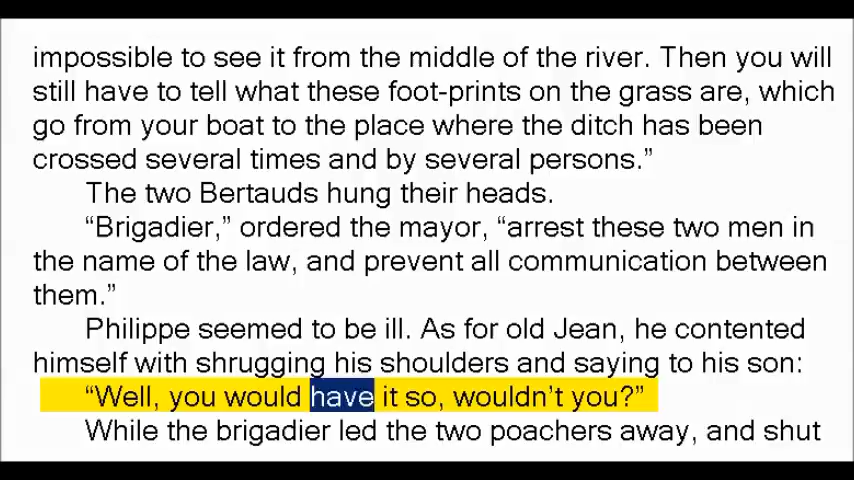 impossible to see it from the middle of the river. Then you will
still have to tell what these foot-prints on the grass are, which
go from your boat to the place where the ditch has been
crossed several times and by several persons.”
The two Bertauds hung their heads.
“Brigadier,” ordered the mayor, “arrest these two men in
the name of the law, and prevent all communication between
them.”
Philippe seemed to be ill. As for old Jean, he contented
himself with shrugging his shoulders and saying to his son:
“Well, you would have it so, wouldn’t you?”
While the brigadier led the two poachers away, and shut